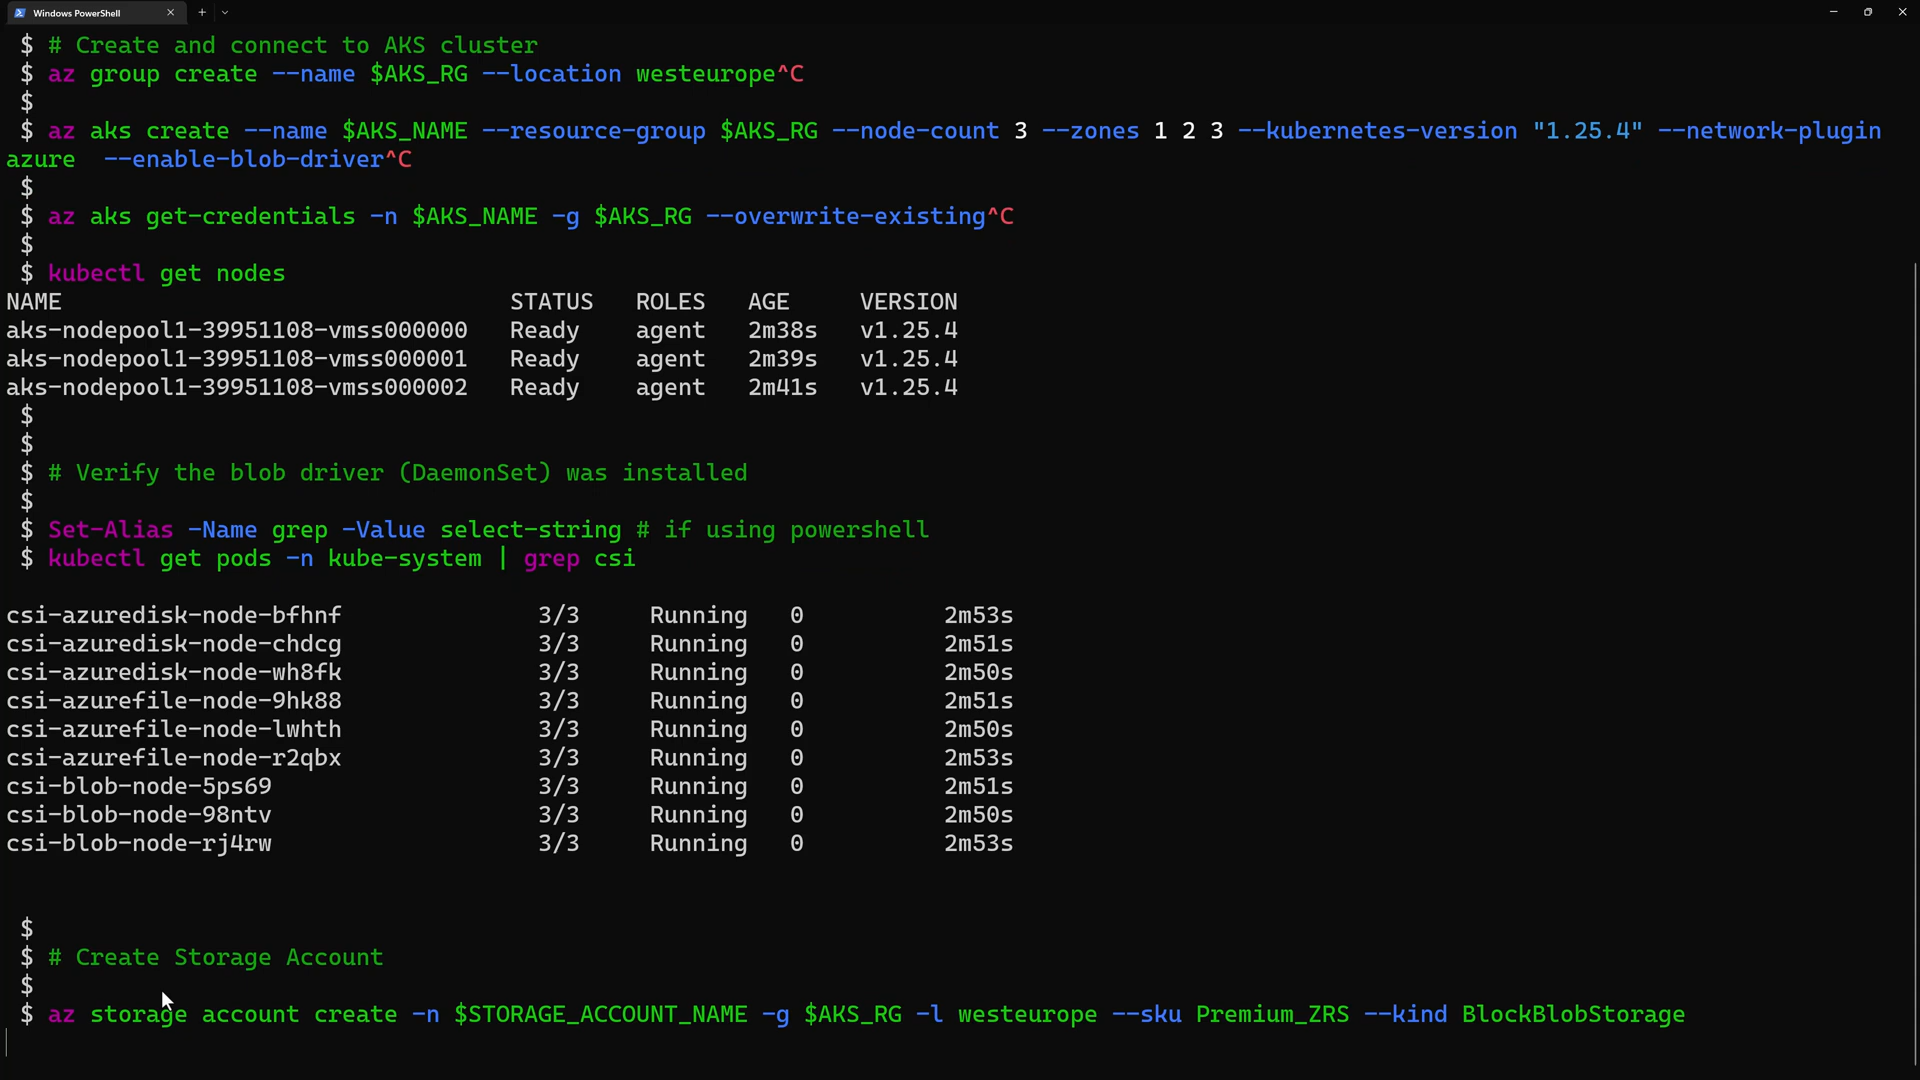 Windows PowerShell
$ # Create and connect to AKS cluster
$ az group create --name $AKS_RG --location westeurope^C
$
$ az aks create --name $AKS_NAME --resource-group $AKS_RG --node-count 3 --zones 1 2 3 --kubernetes-version "1.25.4" --network-plugin
azure  --enable-blob-driver^C
$
$ az aks get-credentials -n $AKS_NAME -g $AKS_RG --overwrite-existing^C
$
$ kubectl get nodes
NAME STATUS ROLES AGE VERSION
aks-nodepool1-39951108-vmss000000 Ready agent 2m38s v1.25.4
aks-nodepool1-39951108-vmss000001 Ready agent 2m39s v1.25.4
aks-nodepool1-39951108-vmss000002 Ready agent 2m41s v1.25.4
$
$
$ # Verify the blob driver (DaemonSet) was installed
$
$ Set-Alias -Name grep -Value select-string # if using powershell
$ kubectl get pods -n kube-system | grep csi
csi-azuredisk-node-bfhnf 3/3 Running 0 2m53s
csi-azuredisk-node-chdcg 3/3 Running 0 2m51s
csi-azuredisk-node-wh8fk 3/3 Running 0 2m50s
csi-azurefile-node-9hk88 3/3 Running 0 2m51s
csi-azurefile-node-lwhth 3/3 Running 0 2m50s
csi-azurefile-node-r2qbx 3/3 Running 0 2m53s
csi-blob-node-5ps69 3/3 Running 0 2m51s
csi-blob-node-98ntv 3/3 Running 0 2m50s
csi-blob-node-rj4rw 3/3 Running 0 2m53s
$
$ # Create Storage Account
$
$ az storage account create -n $STORAGE_ACCOUNT_NAME -g $AKS_RG -l westeurope --sku Premium_ZRS --kind BlockBlobStorage